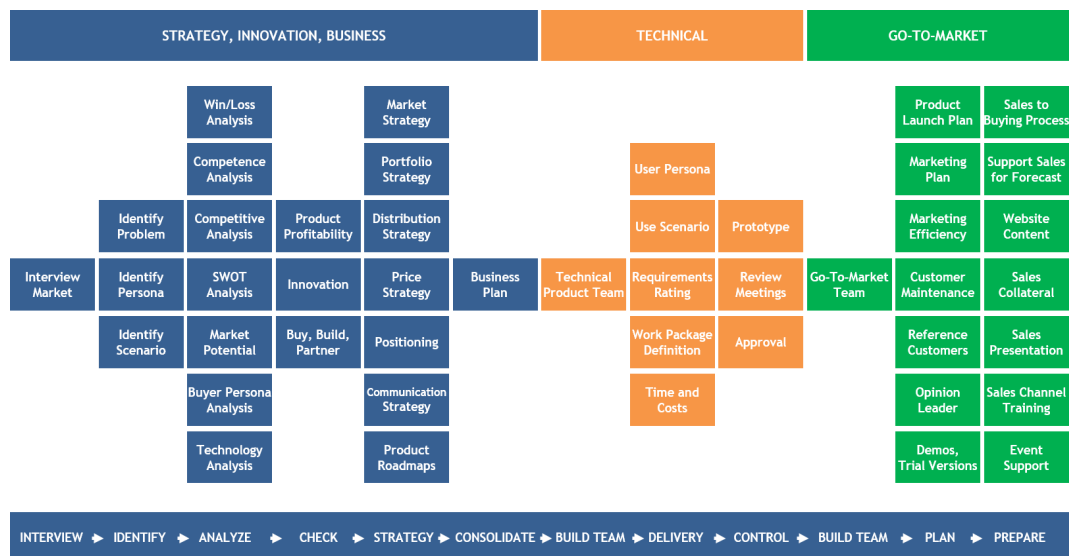 STRATEGY, INNOVATION, BUSINESS
TECHNICAL
GO-TO-MARKET
Win/Loss
Analysis
Market
Strategy
Product
Launch Plan
Sales to
Buying Process
Competence
Analysis
Portfolio
Strategy
User Persona
Marketing
Plan
Support Sales
for Forecast
Identify
Problem
Competitive
Analysis
Product
Profitability
Distribution
Strategy
Use Scenario
Prototype
Marketing
Efficiency
Website
Content
Interview
Market
Identify
Persona
SWOT
Analysis
Innovation
Price
Strategy
Business
Plan
Technical
Product Team
Requirements
Rating
Review
Meetings
Go-To-Market
Team
Customer
Maintenance
Sales
Collateral
Identify
Scenario
Market
Potential
Buy, Build,
Partner
Positioning
Work Package
Definition
Approval
Reference
Customers
Sales
Presentation
Buyer Persona
Analysis
Communication
Strategy
Time and
Costs
Opinion
Leader
Sales Channel
Training
Technology
Analysis
Product
Roadmaps
Demos,
Trial Versions
Event
Support
INTERVIEW IDENTIFY ANALYZE CHECK STRATEGY CONSOLIDATE BUILD TEAM DELIVERY CONTROL BUILD TEAM PLAN PREPARE